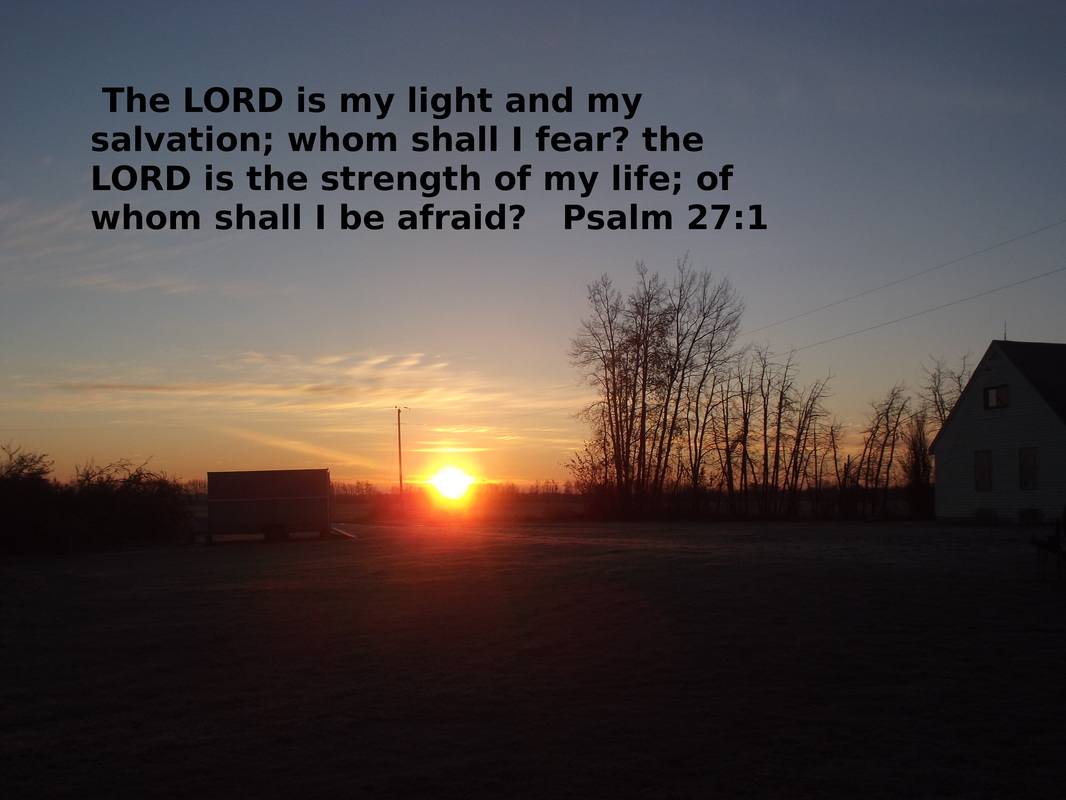 The LORD is my light and my
salvation; whom shall I fear? the
LORD is the strength of my life; of
whom shall I be afraid?   Psalm 27:1